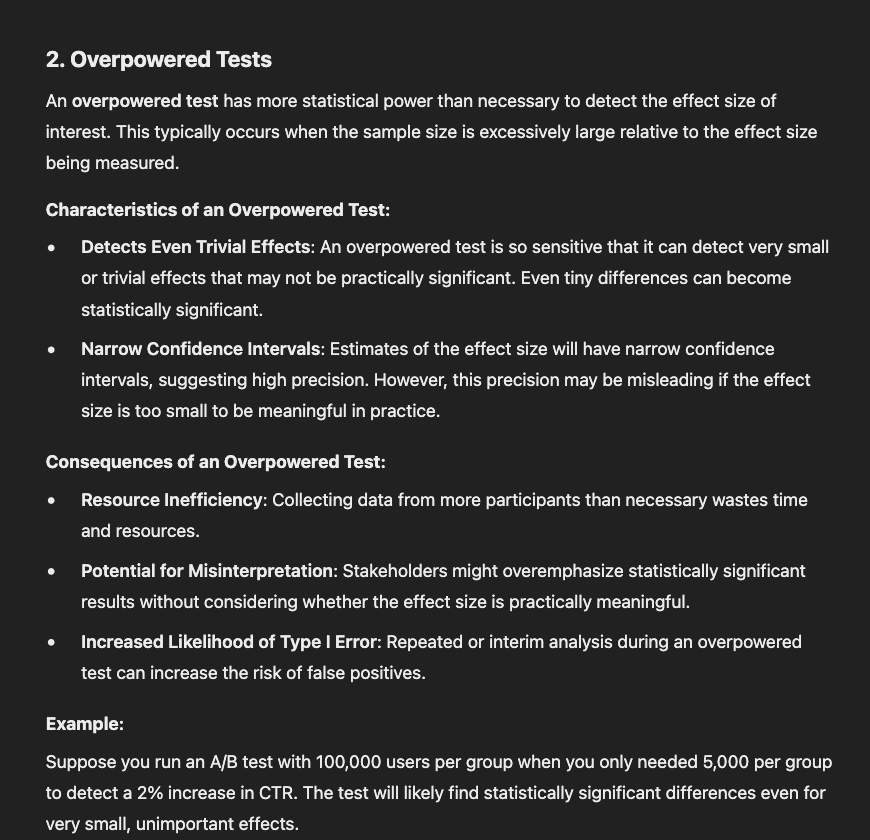 2. Overpowered Tests
An overpowered test has more statistical power than necessary to detect the effect size of
interest. This typically occurs when the sample size is excessively large relative to the effect size
being measured.
Characteristics of an Overpowered Test:
• Detects Even Trivial Effects: An overpowered test is so sensitive that it can detect very small
or trivial effects that may not be practically significant. Even tiny differences can become
statistically significant.
• Narrow Confidence Intervals: Estimates of the effect size will have narrow confidence
intervals, suggesting high precision. However, this precision may be misleading if the effect
size is too small to be meaningful in practice.
Consequences of an Overpowered Test:
• Resource Inefficiency: Collecting data from more participants than necessary wastes time
and resources.
• Potential for Misinterpretation: Stakeholders might overemphasize statistically significant
results without considering whether the effect size is practically meaningful.
• Increased Likelihood of Type I Error: Repeated or interim analysis during an overpowered
test can increase the risk of false positives.
Example:
Suppose you run an A/B test with 100,000 users per group when you only needed 5,000 per group
to detect a 2% increase in CTR. The test will likely find statistically significant differences even for
very small, unimportant effects.